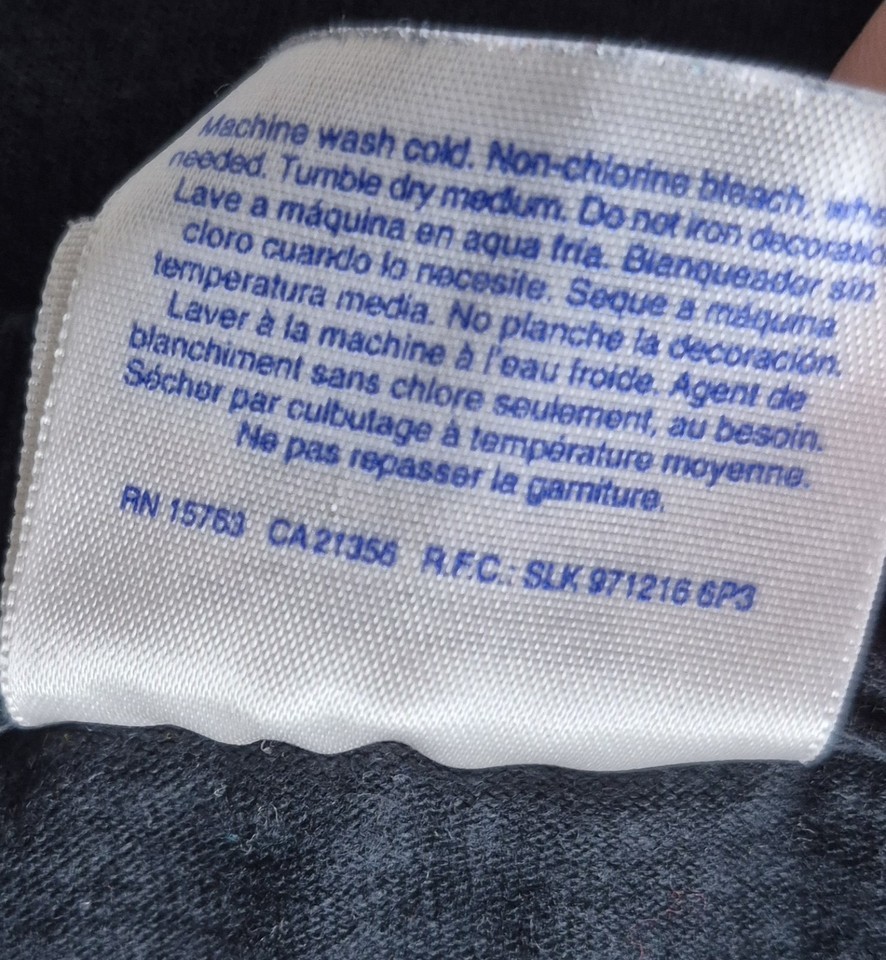 Machine wash cold. Non-chlorine bleach, whe
needed. Tumble dry medium. Do not iron decoratio
Lave a máquina en aqua fría. Blanqueador sin
cloro cuando lo necesite. Seque a máquina
temperatura media. No planche la decoración.
Laver à la machine à l'eau froide. Agent de
blanchiment sans chlore seulement, au besoin.
Sécher par culbutage à température moyenne.
Ne pas repasser la garniture.
RN 15763 CA 21356 R.F.C.: SLK 971216 6P3